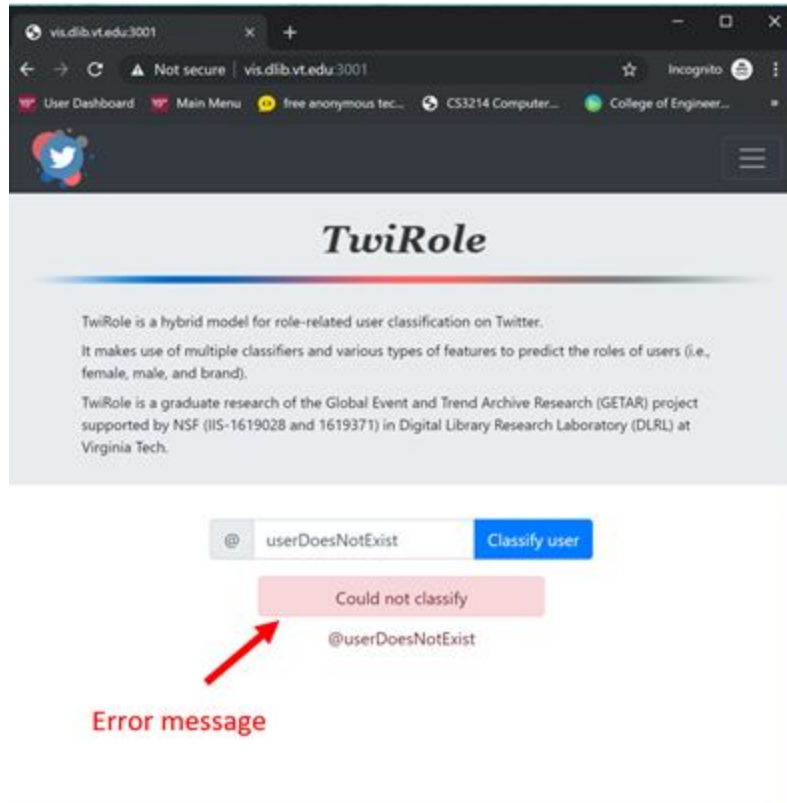 vis.dlib.vt.edu:3001
Not secure | vis.dlib.vt.edu:3001 Incognito
User Dashboard Main Menu free anonymous tec... CS3214 Computer... College of Engineer...
TwiRole
TwiRole is a hybrid model for role-related user classification on Twitter.
It makes use of multiple classifiers and various types of features to predict the roles of users (i.e.,
female, male, and brand).
TwiRole is a graduate research of the Global Event and Trend Archive Research (GETAR) project
supported by NSF (IIS-1619028 and 1619371) in Digital Library Research Laboratory (DLRL) at
Virginia Tech.
@ userDoesNotExist Classify user
Could not classify
@userDoesNotExist
Error message